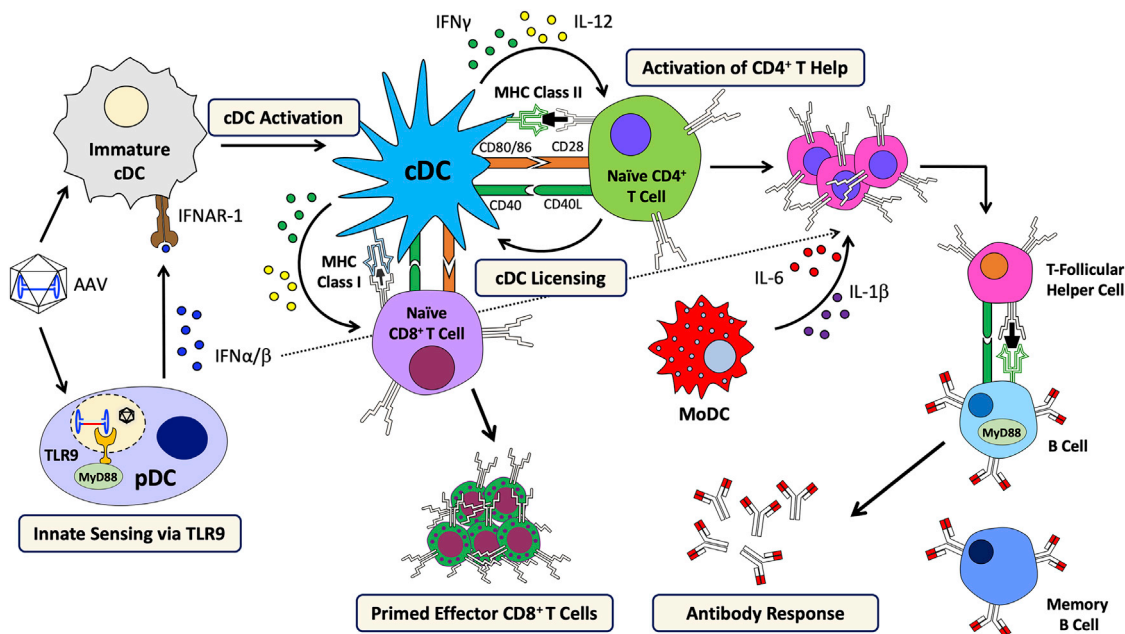 IFNγ
IL-12
Activation of CD4⁺ T Help
MHC Class II
cDC Activation
Immature
cDC
CD80/86
CD28
cDC
Naïve CD4⁺
T Cell
CD40
CD40L
IFNAR-1
MHC
Class I
cDC Licensing
IL-6
IL-1β
T-Follicular
Helper Cell
AAV
Naïve
CD8⁺ T Cell
IFNα/β
MoDC
TLR9
MyD88
pDC
MyD88
B Cell
Innate Sensing via TLR9
Primed Effector CD8⁺ T Cells
Antibody Response
Memory
B Cell